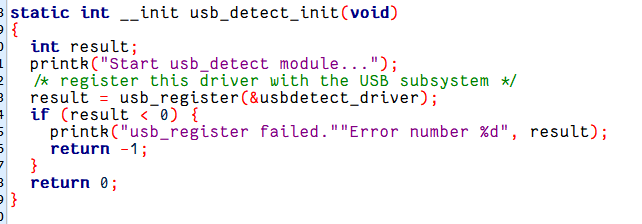 static int __init usb_detect_init(void)
{
int result;
printk("Start usb_detect module...");
/* register this driver with the USB subsystem */
result = usb_register(&usbdetect_driver);
if (result < 0) {
printk("usb_register failed.""Error number %d", result);
return -1;
}
return 0;
}